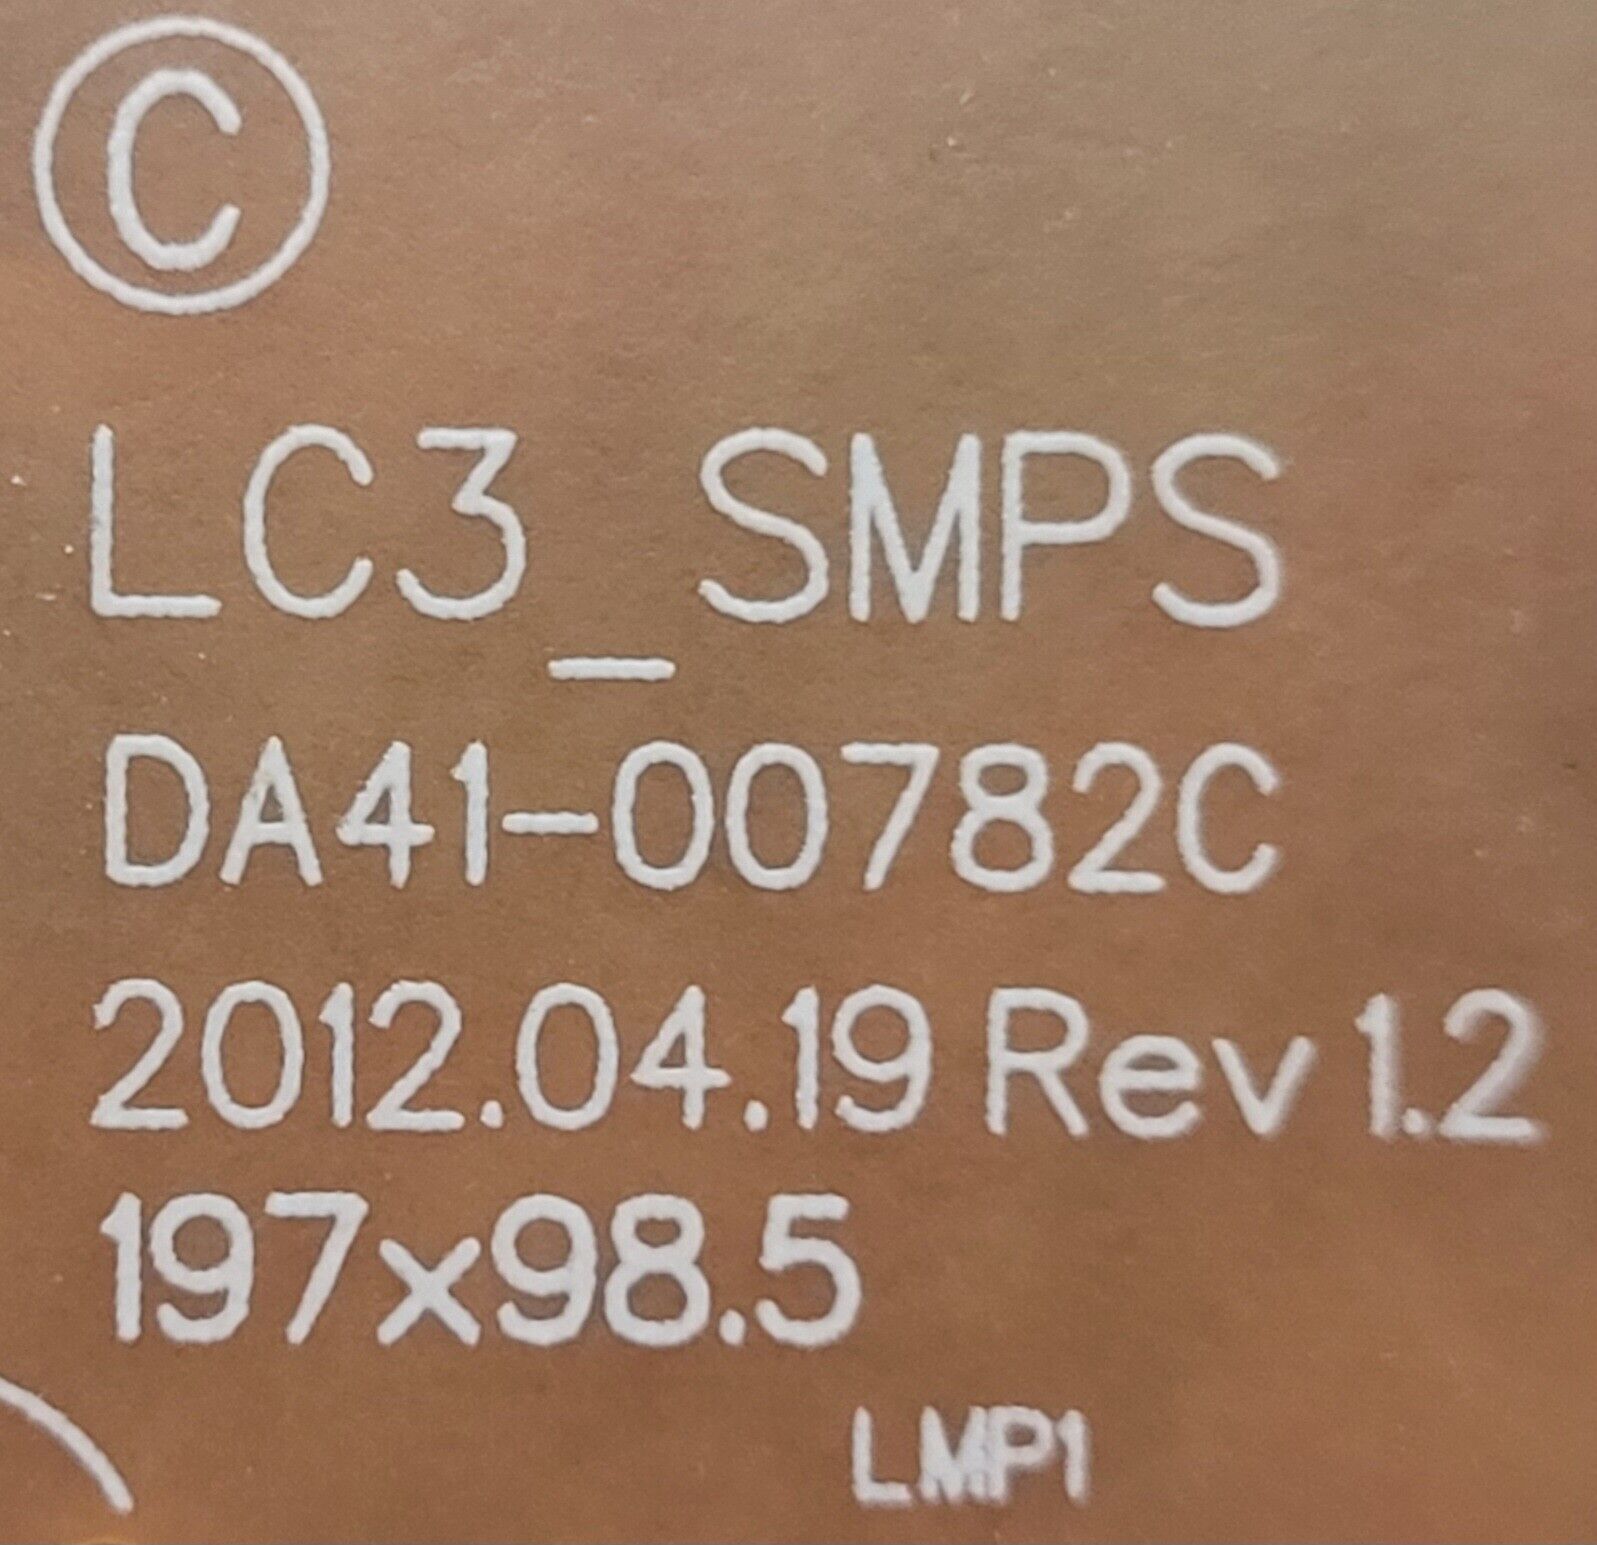 ©
LC3_SMPS
DA41-00782C
2012.04.19 Rev 1.2
197x98.5
LMP1